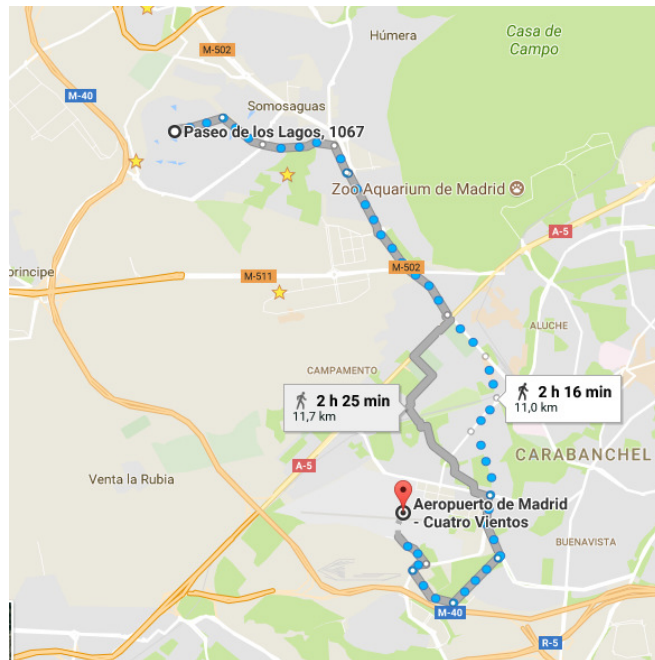 Húmera
Casa de
Campo
M-502
M-40
Somosaguas
Paseo de los Lagos, 1067
Zoo Aquarium de Madrid
A-5
M-502
orincipe
M-511
ALUCHE
CAMPAMENTO
2 h 25 min
11,7 km
2 h 16 min
11,0 km
CARABANCHEL
A-5
Venta la Rubia
Aeropuerto de Madrid
- Cuatro Vientos
BUENAVISTA
M-40
R-5